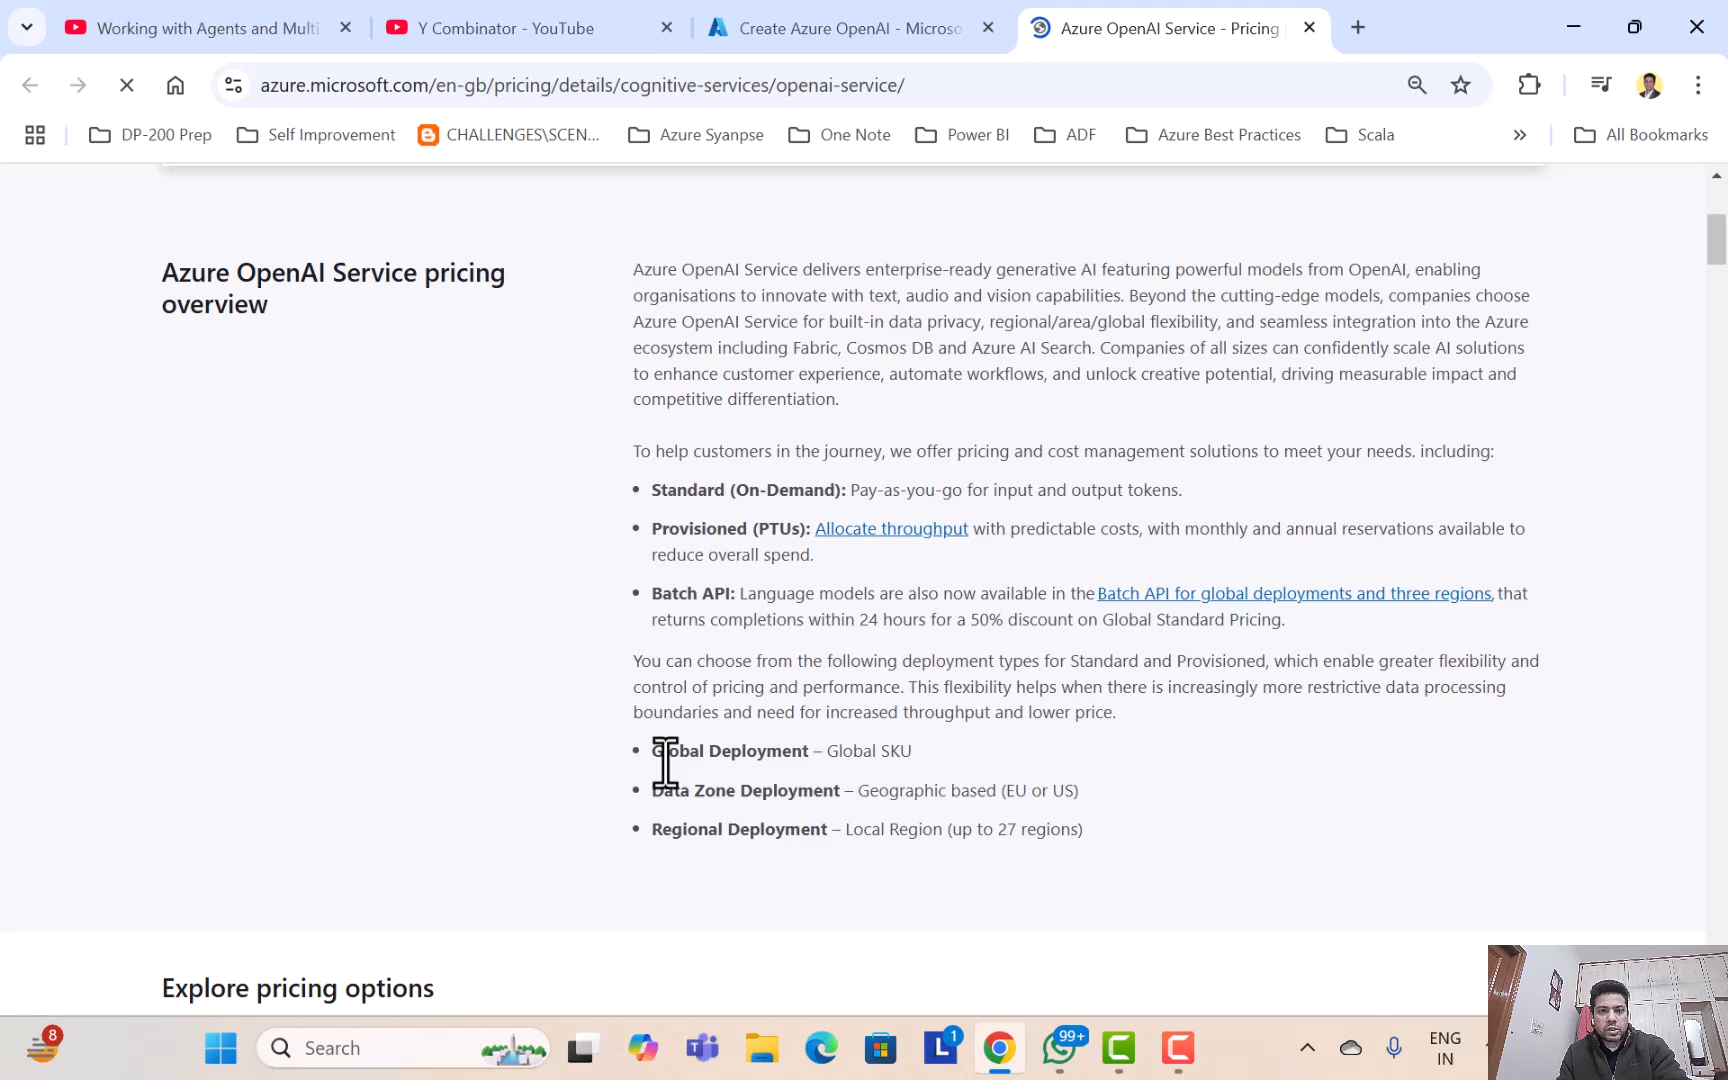 Working with Agents and Multi
Y Combinator - YouTube
Create Azure OpenAI - Microso
Azure OpenAI Service - Pricing
azure.microsoft.com/en-gb/pricing/details/cognitive-services/openai-service/
DP-200 Prep
Self Improvement
CHALLENGES\SCEN...
Azure Syanpse
One Note
Power BI
ADF
Azure Best Practices
Scala
»
All Bookmarks
Azure OpenAI Service pricing
overview
Azure OpenAI Service delivers enterprise-ready generative AI featuring powerful models from OpenAI, enabling
organisations to innovate with text, audio and vision capabilities. Beyond the cutting-edge models, companies choose
Azure OpenAI Service for built-in data privacy, regional/area/global flexibility, and seamless integration into the Azure
ecosystem including Fabric, Cosmos DB and Azure AI Search. Companies of all sizes can confidently scale AI solutions
to enhance customer experience, automate workflows, and unlock creative potential, driving measurable impact and
competitive differentiation.
To help customers in the journey, we offer pricing and cost management solutions to meet your needs. including:
• Standard (On-Demand): Pay-as-you-go for input and output tokens.
• Provisioned (PTUs): Allocate throughput with predictable costs, with monthly and annual reservations available to
reduce overall spend.
• Batch API: Language models are also now available in the Batch API for global deployments and three regions, that
returns completions within 24 hours for a 50% discount on Global Standard Pricing.
You can choose from the following deployment types for Standard and Provisioned, which enable greater flexibility and
control of pricing and performance. This flexibility helps when there is increasingly more restrictive data processing
boundaries and need for increased throughput and lower price.
• Global Deployment – Global SKU
• Data Zone Deployment – Geographic based (EU or US)
• Regional Deployment – Local Region (up to 27 regions)
Explore pricing options
8
Search
1
99+
ENG
IN